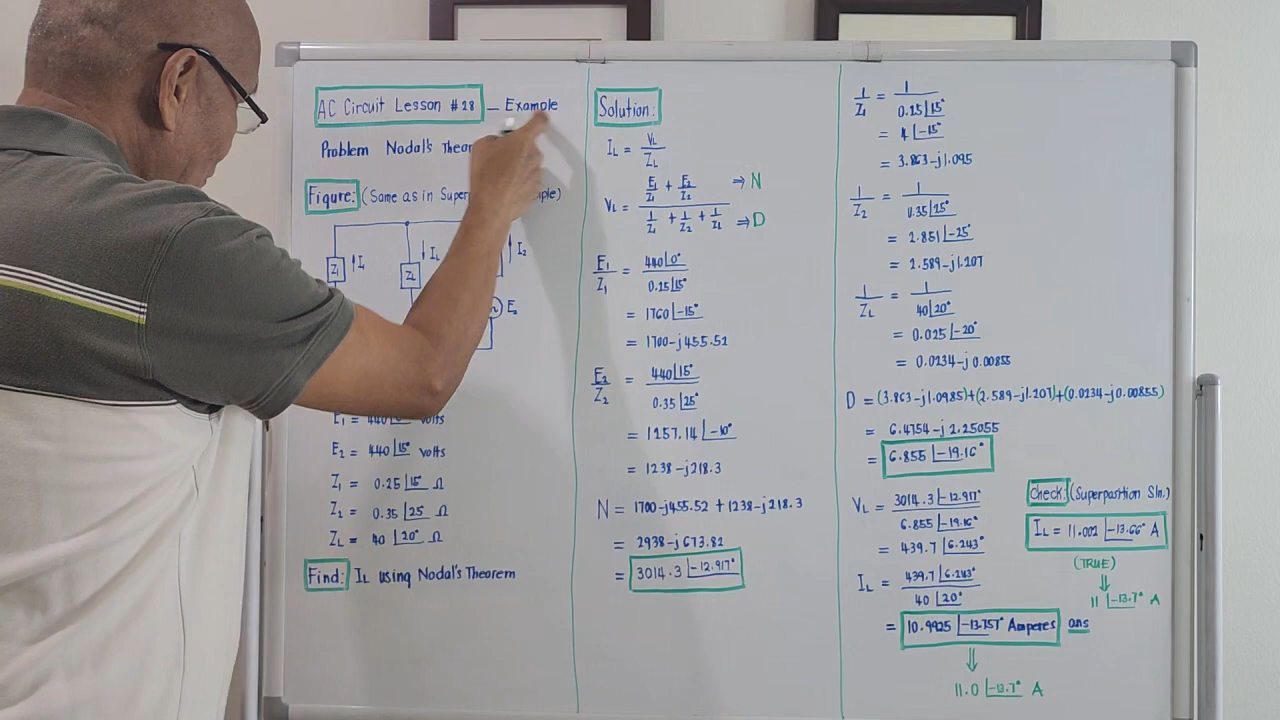 AC Circuit Lesson #28 — Example
Problem Nodal's
Figure: (Same as in
Z1 I1 ZL IL I2
E2
E1 = 440 volts
E2 = 440∠15° volts
Z1 = 0.25∠15° Ω
Z2 = 0.35∠25 Ω
ZL = 40∠20° Ω
Find: IL using Nodal's Theorem
Solution:
IL = VL / ZL
VL = (E1/Z1 + E2/Z2) / (1/Z1 + 1/Z2 + 1/ZL) ⇒ N ⇒ D
E1/Z1 = 440∠0° / 0.25∠15°
= 1760∠-15°
= 1700-j455.52
E2/Z2 = 440∠15° / 0.35∠25°
= 1257.14∠-10°
= 1238-j218.3
N = 1700-j455.52 + 1238-j218.3
= 2938-j673.82
= 3014.3∠-12.917°
1/Z1 = 1 / 0.25∠15°
= 4∠-15°
= 3.863-j1.095
1/Z2 = 1 / 0.35∠25°
= 2.851∠-25°
= 2.589-j1.207
1/ZL = 1 / 40∠20°
= 0.025∠-20°
= 0.0234-j0.00855
D = (3.863-j1.0985)+(2.589-j1.207)+(0.0234-j0.00855)
= 6.4754-j2.25055
= 6.855∠-19.16°
VL = 3014.3∠-12.917° / 6.855∠-19.16°
= 439.7∠6.243°
IL = 439.7∠6.243° / 40∠20°
= 10.9925∠-13.757° Amperes ans
⇓
11.0∠-13.7° A
Check: (Superposition Sln.)
IL = 11.002∠-13.66° A
(TRUE)
⇓
11∠-13.7° A